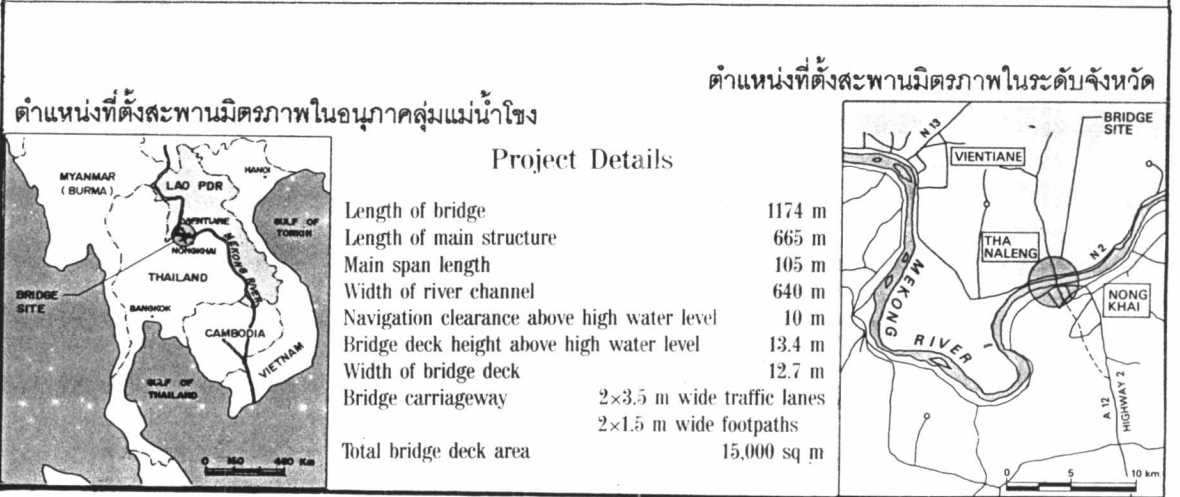 ตำแหน่งที่ตั้งสะพานมิตรภาพในระดับจังหวัด
ตำแหน่งที่ตั้งสะพานมิตรภาพในอนุภาคลุ่มแม่น้ำโขง
MYANMAR
(BURMA)
LAO PDR
HANOI
VIENTIANE
GULF OF
TONKIN
NONGKHAI
MEKONG RIVER
THAILAND
BRIDGE
SITE
BANGKOK
CAMBODIA
VIETNAM
GULF OF
THAILAND
0 160 480 Km
Project Details
Length of bridge 1174 m
Length of main structure 665 m
Main span length 105 m
Width of river channel 640 m
Navigation clearance above high water level 10 m
Bridge deck height above high water level 13.4 m
Width of bridge deck 12.7 m
Bridge carriageway 2×3.5 m wide traffic lanes
2×1.5 m wide footpaths
Total bridge deck area 15,000 sq m
BRIDGE
SITE
N 13
VIENTIANE
THA
NALENG
N 2
NONG
KHAI
MEKONG
RIVER
A 12
HIGHWAY 2
0 5 10 km